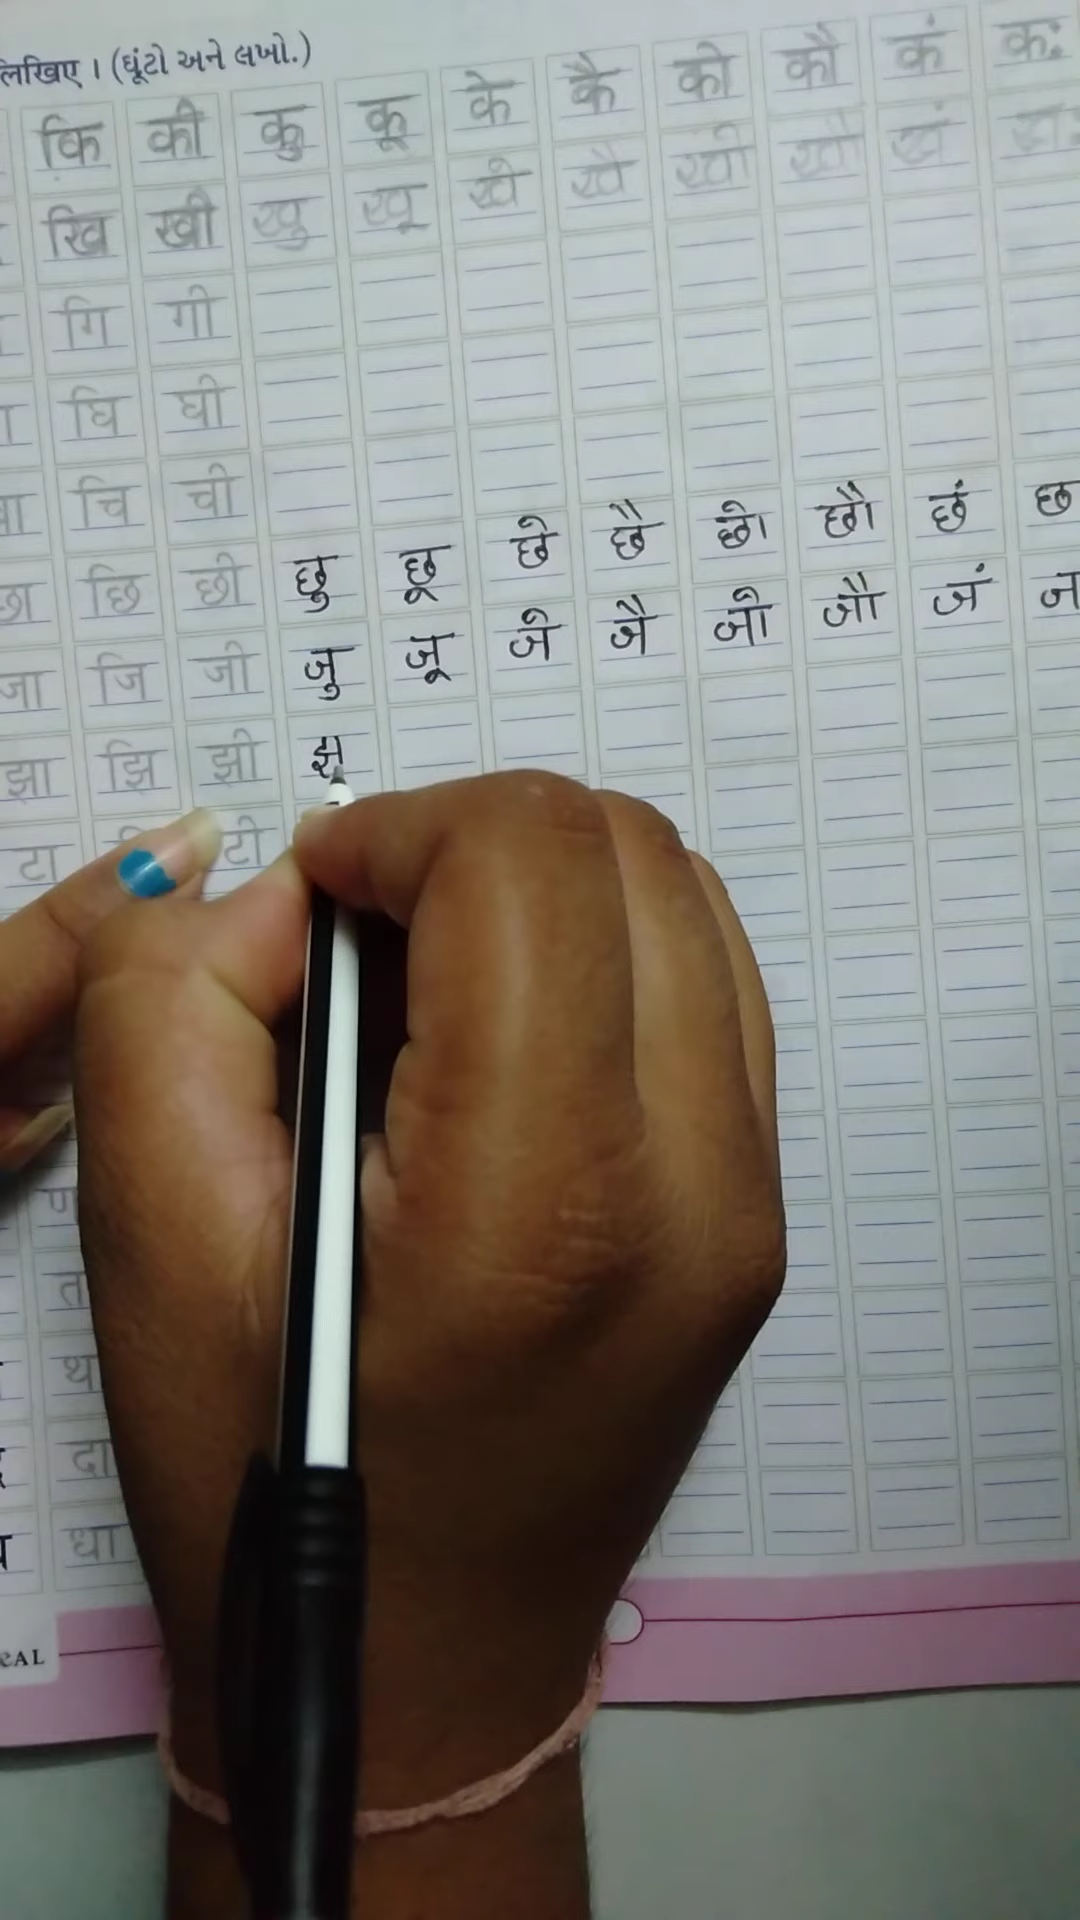 लिखिए । (ઘૂંટો અને લખો.)
कि की कु कू के कै को कौ कं कः
खि खी खु खू खे खै खो खौ खं खः
गि गी
घि घी
चि ची
छा छि छी छु छू छे छै छो छौ छं छ
जा जि जी जु जू जे जै जो जौ जं ज
झा झि झी झ
टा टी
ण
त
थ
दा
धा